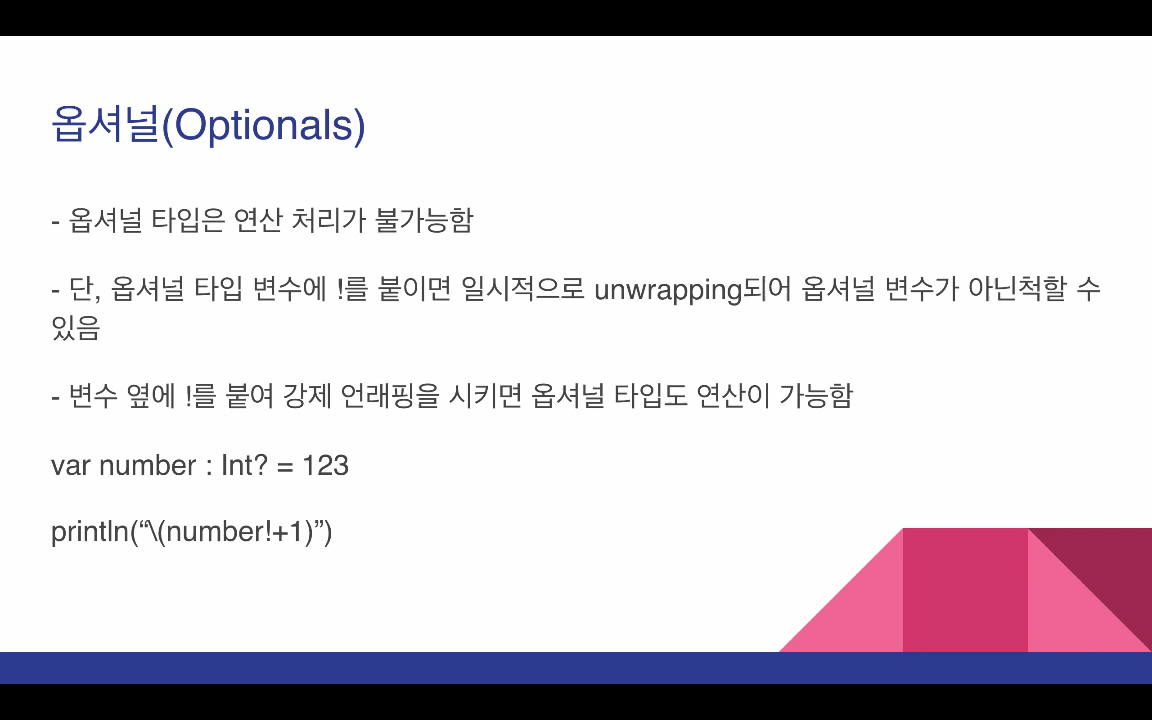 옵셔널(Optionals)
- 옵셔널 타입은 연산 처리가 불가능함
- 단, 옵셔널 타입 변수에 !를 붙이면 일시적으로 unwrapping되어 옵셔널 변수가 아닌척할 수
있음
- 변수 옆에 !를 붙여 강제 언래핑을 시키면 옵셔널 타입도 연산이 가능함
var number : Int? = 123
println(“\(number!+1)”)